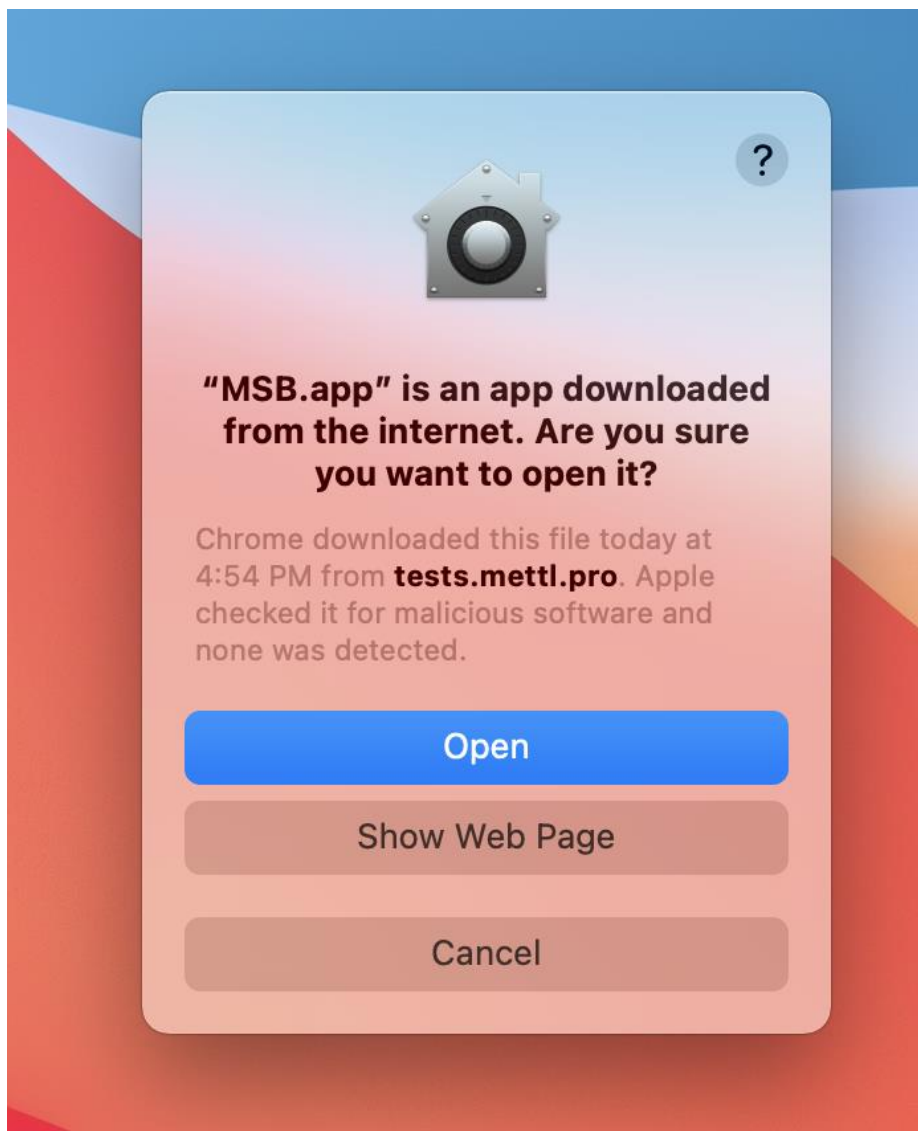 ?
“MSB.app” is an app downloaded
from the internet. Are you sure
you want to open it?
Chrome downloaded this file today at
4:54 PM from tests.mettl.pro. Apple
checked it for malicious software and
none was detected.
Open
Show Web Page
Cancel